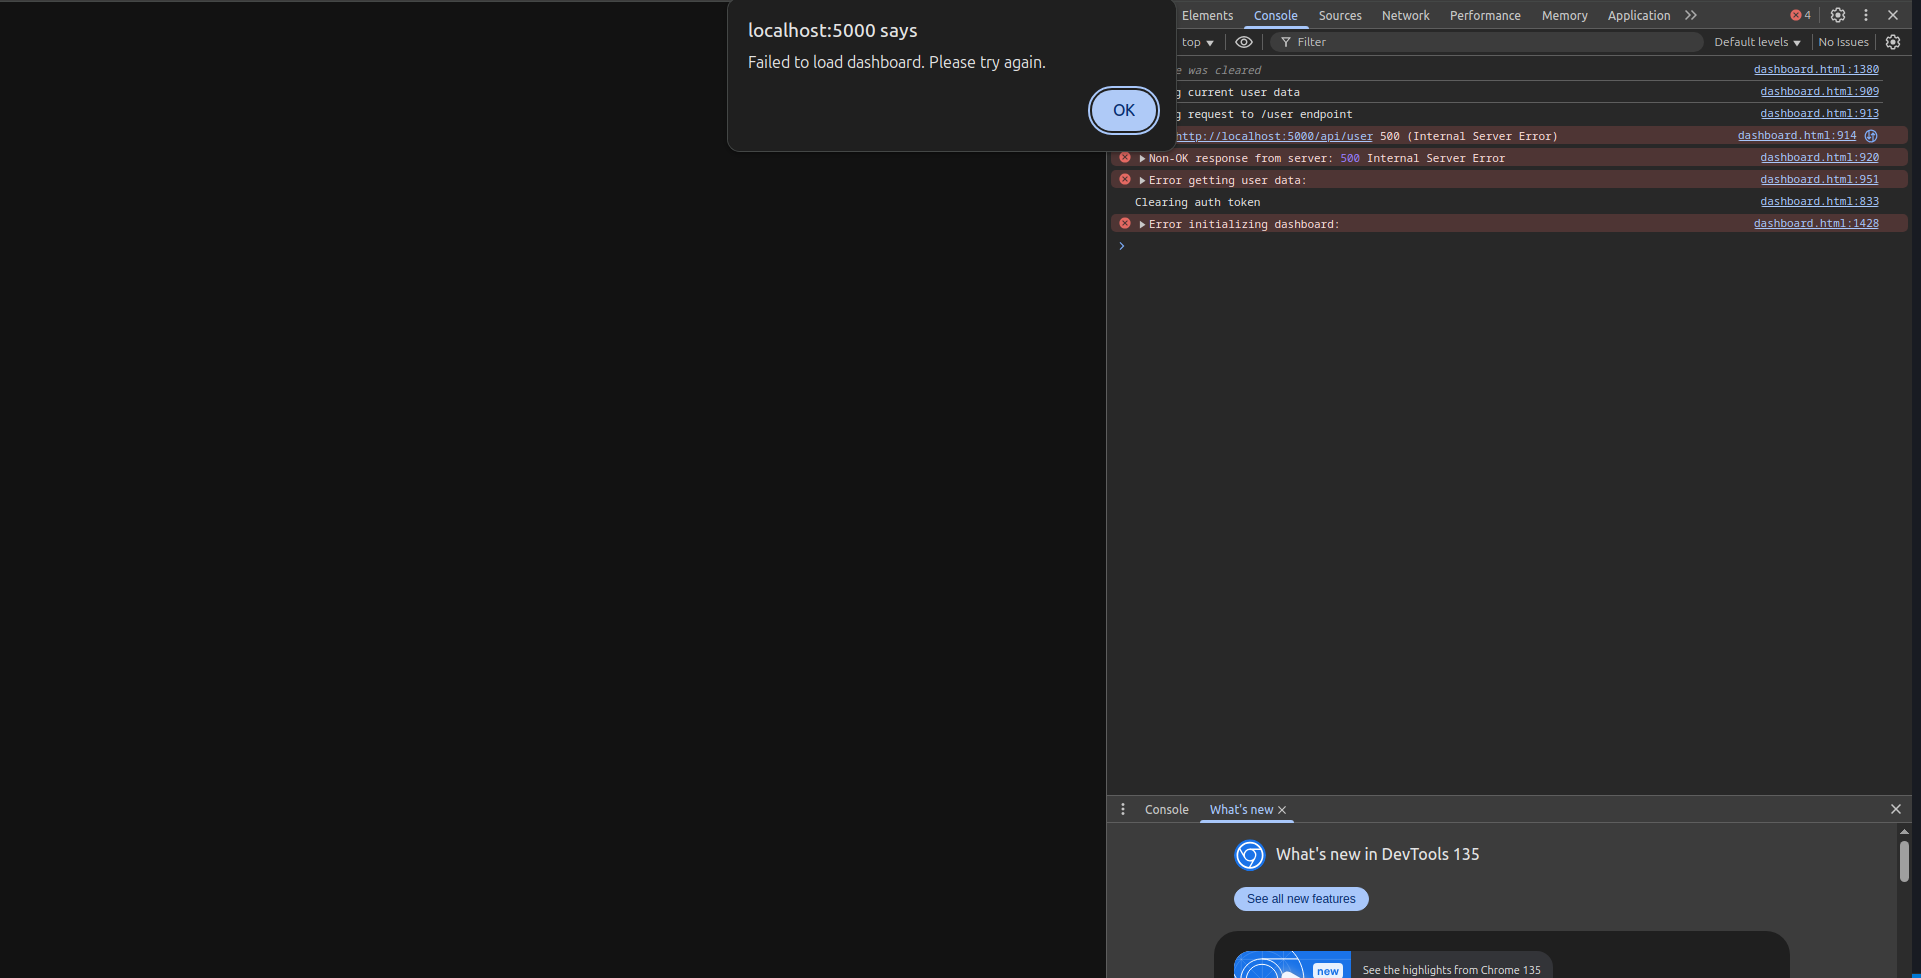 localhost:5000 says
Failed to load dashboard. Please try again.
OK
Elements Console Sources Network Performance Memory Application 4
top Filter Default levels No Issues
e was cleared dashboard.html:1380
g current user data dashboard.html:909
g request to /user endpoint dashboard.html:913
http://localhost:5000/api/user 500 (Internal Server Error) dashboard.html:914
Non-OK response from server: 500 Internal Server Error dashboard.html:920
Error getting user data: dashboard.html:951
Clearing auth token dashboard.html:833
Error initializing dashboard: dashboard.html:1428
Console What's new
What's new in DevTools 135
See all new features
new See the highlights from Chrome 135